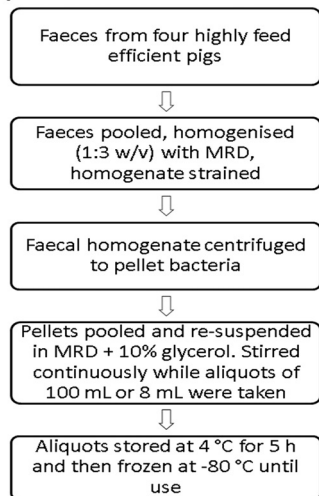 Faeces from four highly feed
efficient pigs
Faeces pooled, homogenised
(1:3 w/v) with MRD,
homogenate strained
Faecal homogenate centrifuged
to pellet bacteria
Pellets pooled and re-suspended
in MRD + 10% glycerol. Stirred
continuously while aliquots of
100 mL or 8 mL were taken
Aliquots stored at 4 °C for 5 h
and then frozen at -80 °C until
use